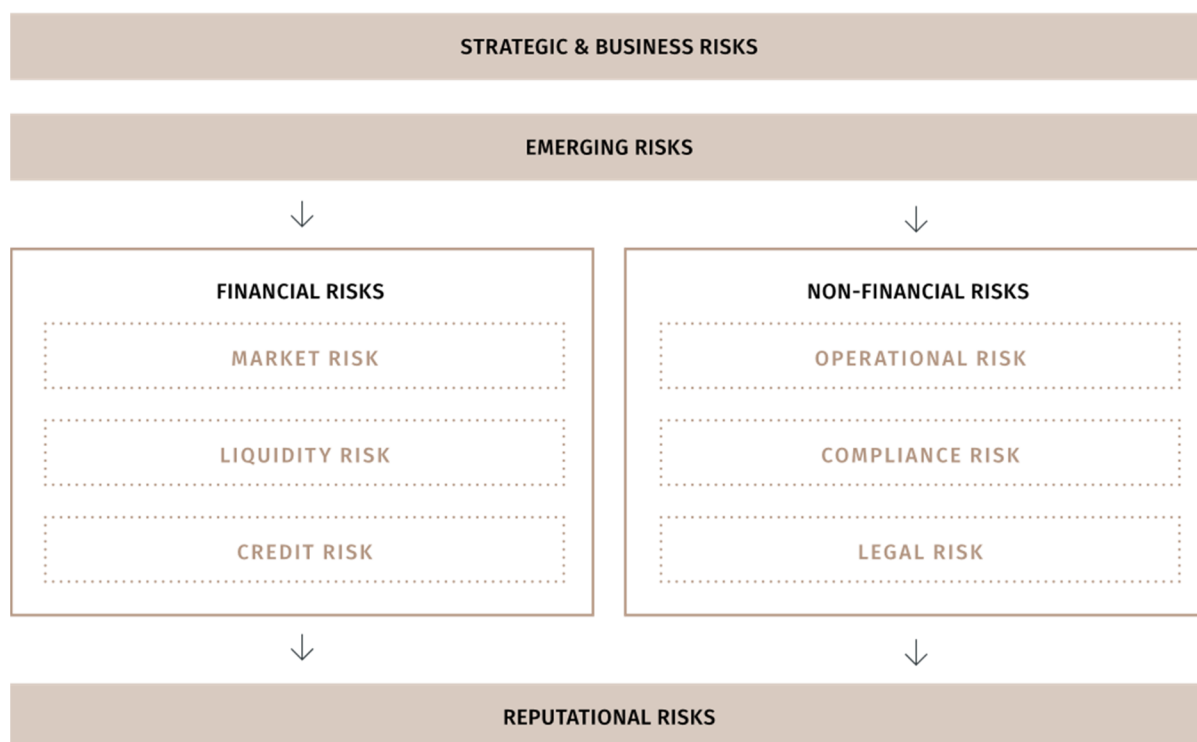 STRATEGIC & BUSINESS RISKS
EMERGING RISKS
FINANCIAL RISKS
MARKET RISK
LIQUIDITY RISK
CREDIT RISK
NON-FINANCIAL RISKS
OPERATIONAL RISK
COMPLIANCE RISK
LEGAL RISK
REPUTATIONAL RISKS